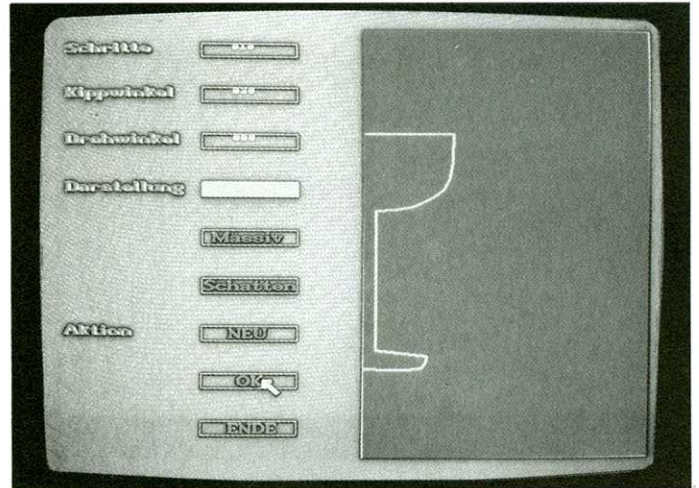 Schritte
Kippwinkel
Drehwinkel
Darstellung
Massiv
Schatten
Aktion NEU
OK
ENDE